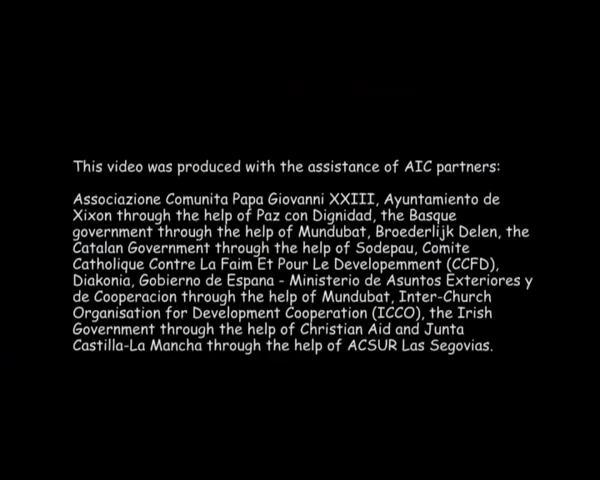 This video was produced with the assistance of AIC partners:
Associazione Comunita Papa Giovanni XXIII, Ayuntamiento de
Xixon through the help of Paz con Dignidad, the Basque
government through the help of Mundubat, Broederlijk Delen, the
Catalan Government through the help of Sodepau, Comite
Catholique Contre La Faim Et Pour Le Developemment (CCFD),
Diakonia, Gobierno de Espana - Ministerio de Asuntos Exteriores y
de Cooperacion through the help of Mundubat, Inter-Church
Organisation for Development Cooperation (ICCO), the Irish
Government through the help of Christian Aid and Junta
Castilla-La Mancha through the help of ACSUR Las Segovias.